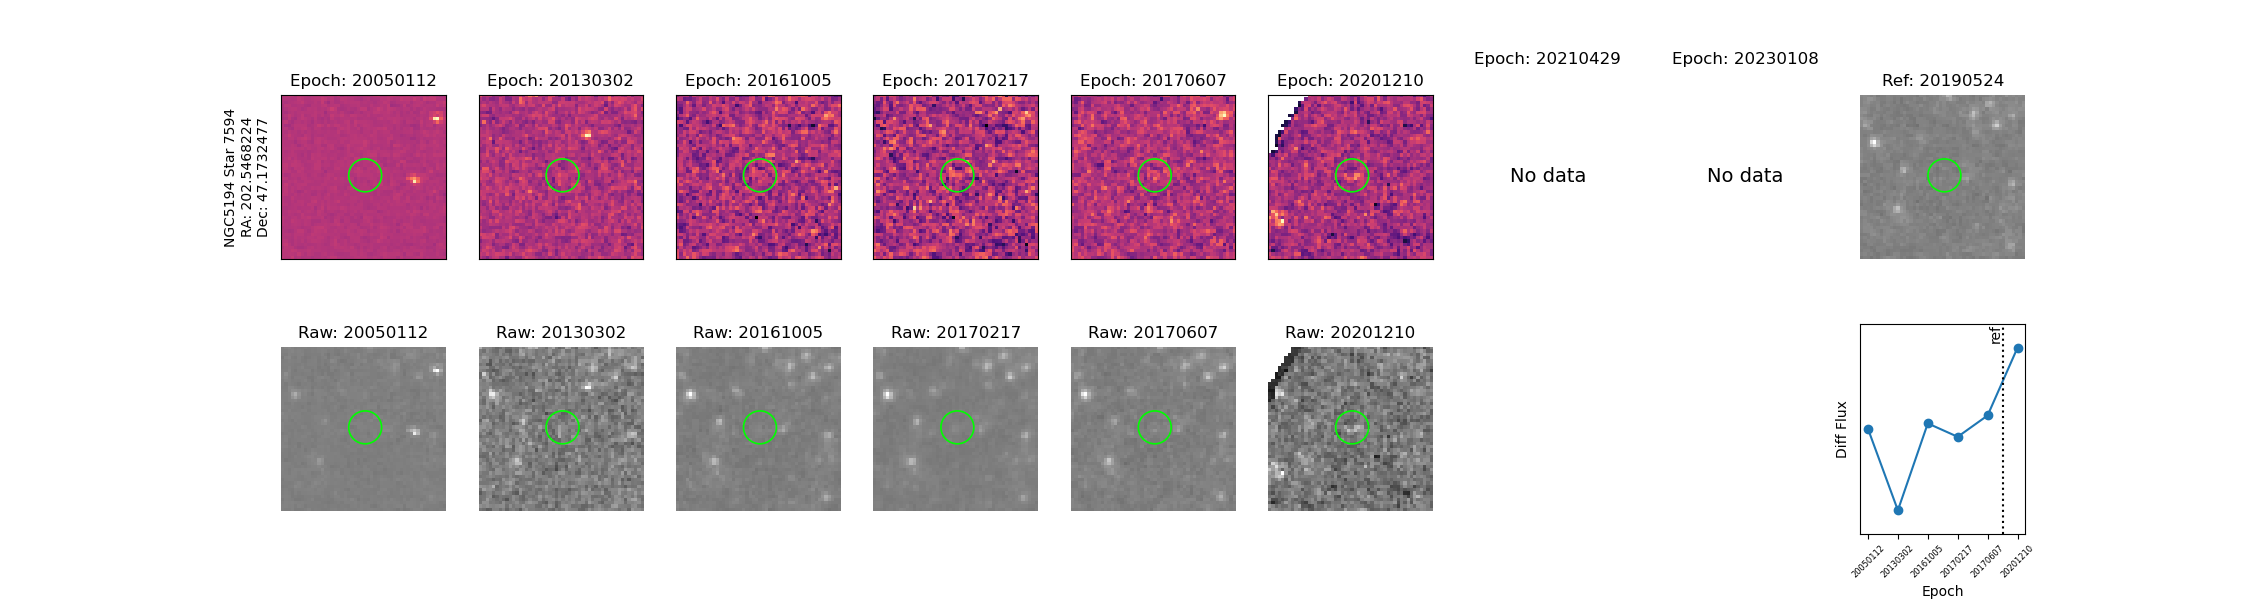 NGC5194 Star 7594
RA: 202.5468224
Dec: 47.1732477
Epoch: 20050112
Epoch: 20130302
Epoch: 20161005
Epoch: 20170217
Epoch: 20170607
Epoch: 20201210
Epoch: 20210429
No data
Epoch: 20230108
No data
Ref: 20190524
Raw: 20050112
Raw: 20130302
Raw: 20161005
Raw: 20170217
Raw: 20170607
Raw: 20201210
Diff Flux
ref
20050112
20130302
20161005
20170217
20170607
20201210
Epoch